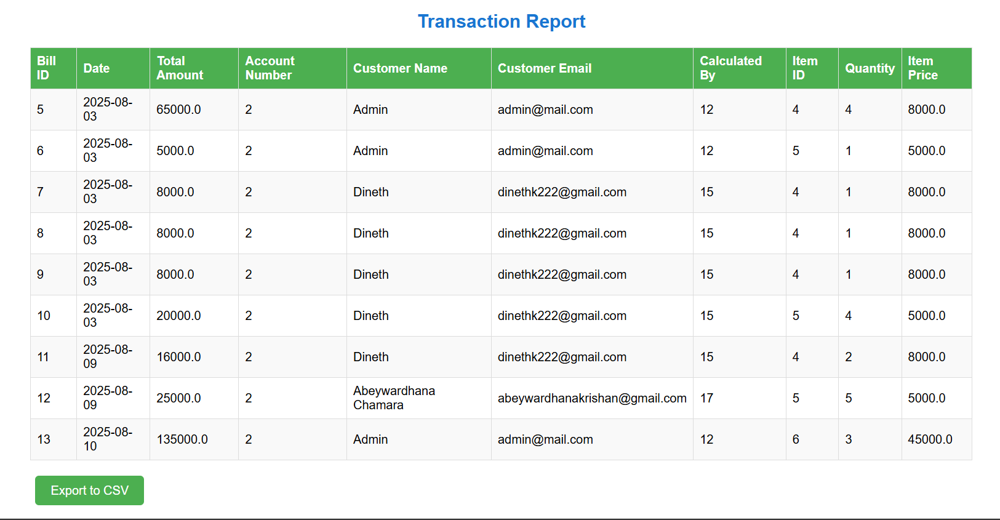 Transaction Report
Bill ID | Date | Total Amount | Account Number | Customer Name | Customer Email | Calculated By | Item ID | Quantity | Item Price
5 | 2025-08-03 | 65000.0 | 2 | Admin | admin@mail.com | 12 | 4 | 4 | 8000.0
6 | 2025-08-03 | 5000.0 | 2 | Admin | admin@mail.com | 12 | 5 | 1 | 5000.0
7 | 2025-08-03 | 8000.0 | 2 | Dineth | dinethk222@gmail.com | 15 | 4 | 1 | 8000.0
8 | 2025-08-03 | 8000.0 | 2 | Dineth | dinethk222@gmail.com | 15 | 4 | 1 | 8000.0
9 | 2025-08-03 | 8000.0 | 2 | Dineth | dinethk222@gmail.com | 15 | 4 | 1 | 8000.0
10 | 2025-08-03 | 20000.0 | 2 | Dineth | dinethk222@gmail.com | 15 | 5 | 4 | 5000.0
11 | 2025-08-09 | 16000.0 | 2 | Dineth | dinethk222@gmail.com | 15 | 4 | 2 | 8000.0
12 | 2025-08-09 | 25000.0 | 2 | Abeywardhana Chamara | abeywardhanakrishan@gmail.com | 17 | 5 | 5 | 5000.0
13 | 2025-08-10 | 135000.0 | 2 | Admin | admin@mail.com | 12 | 6 | 3 | 45000.0
Export to CSV